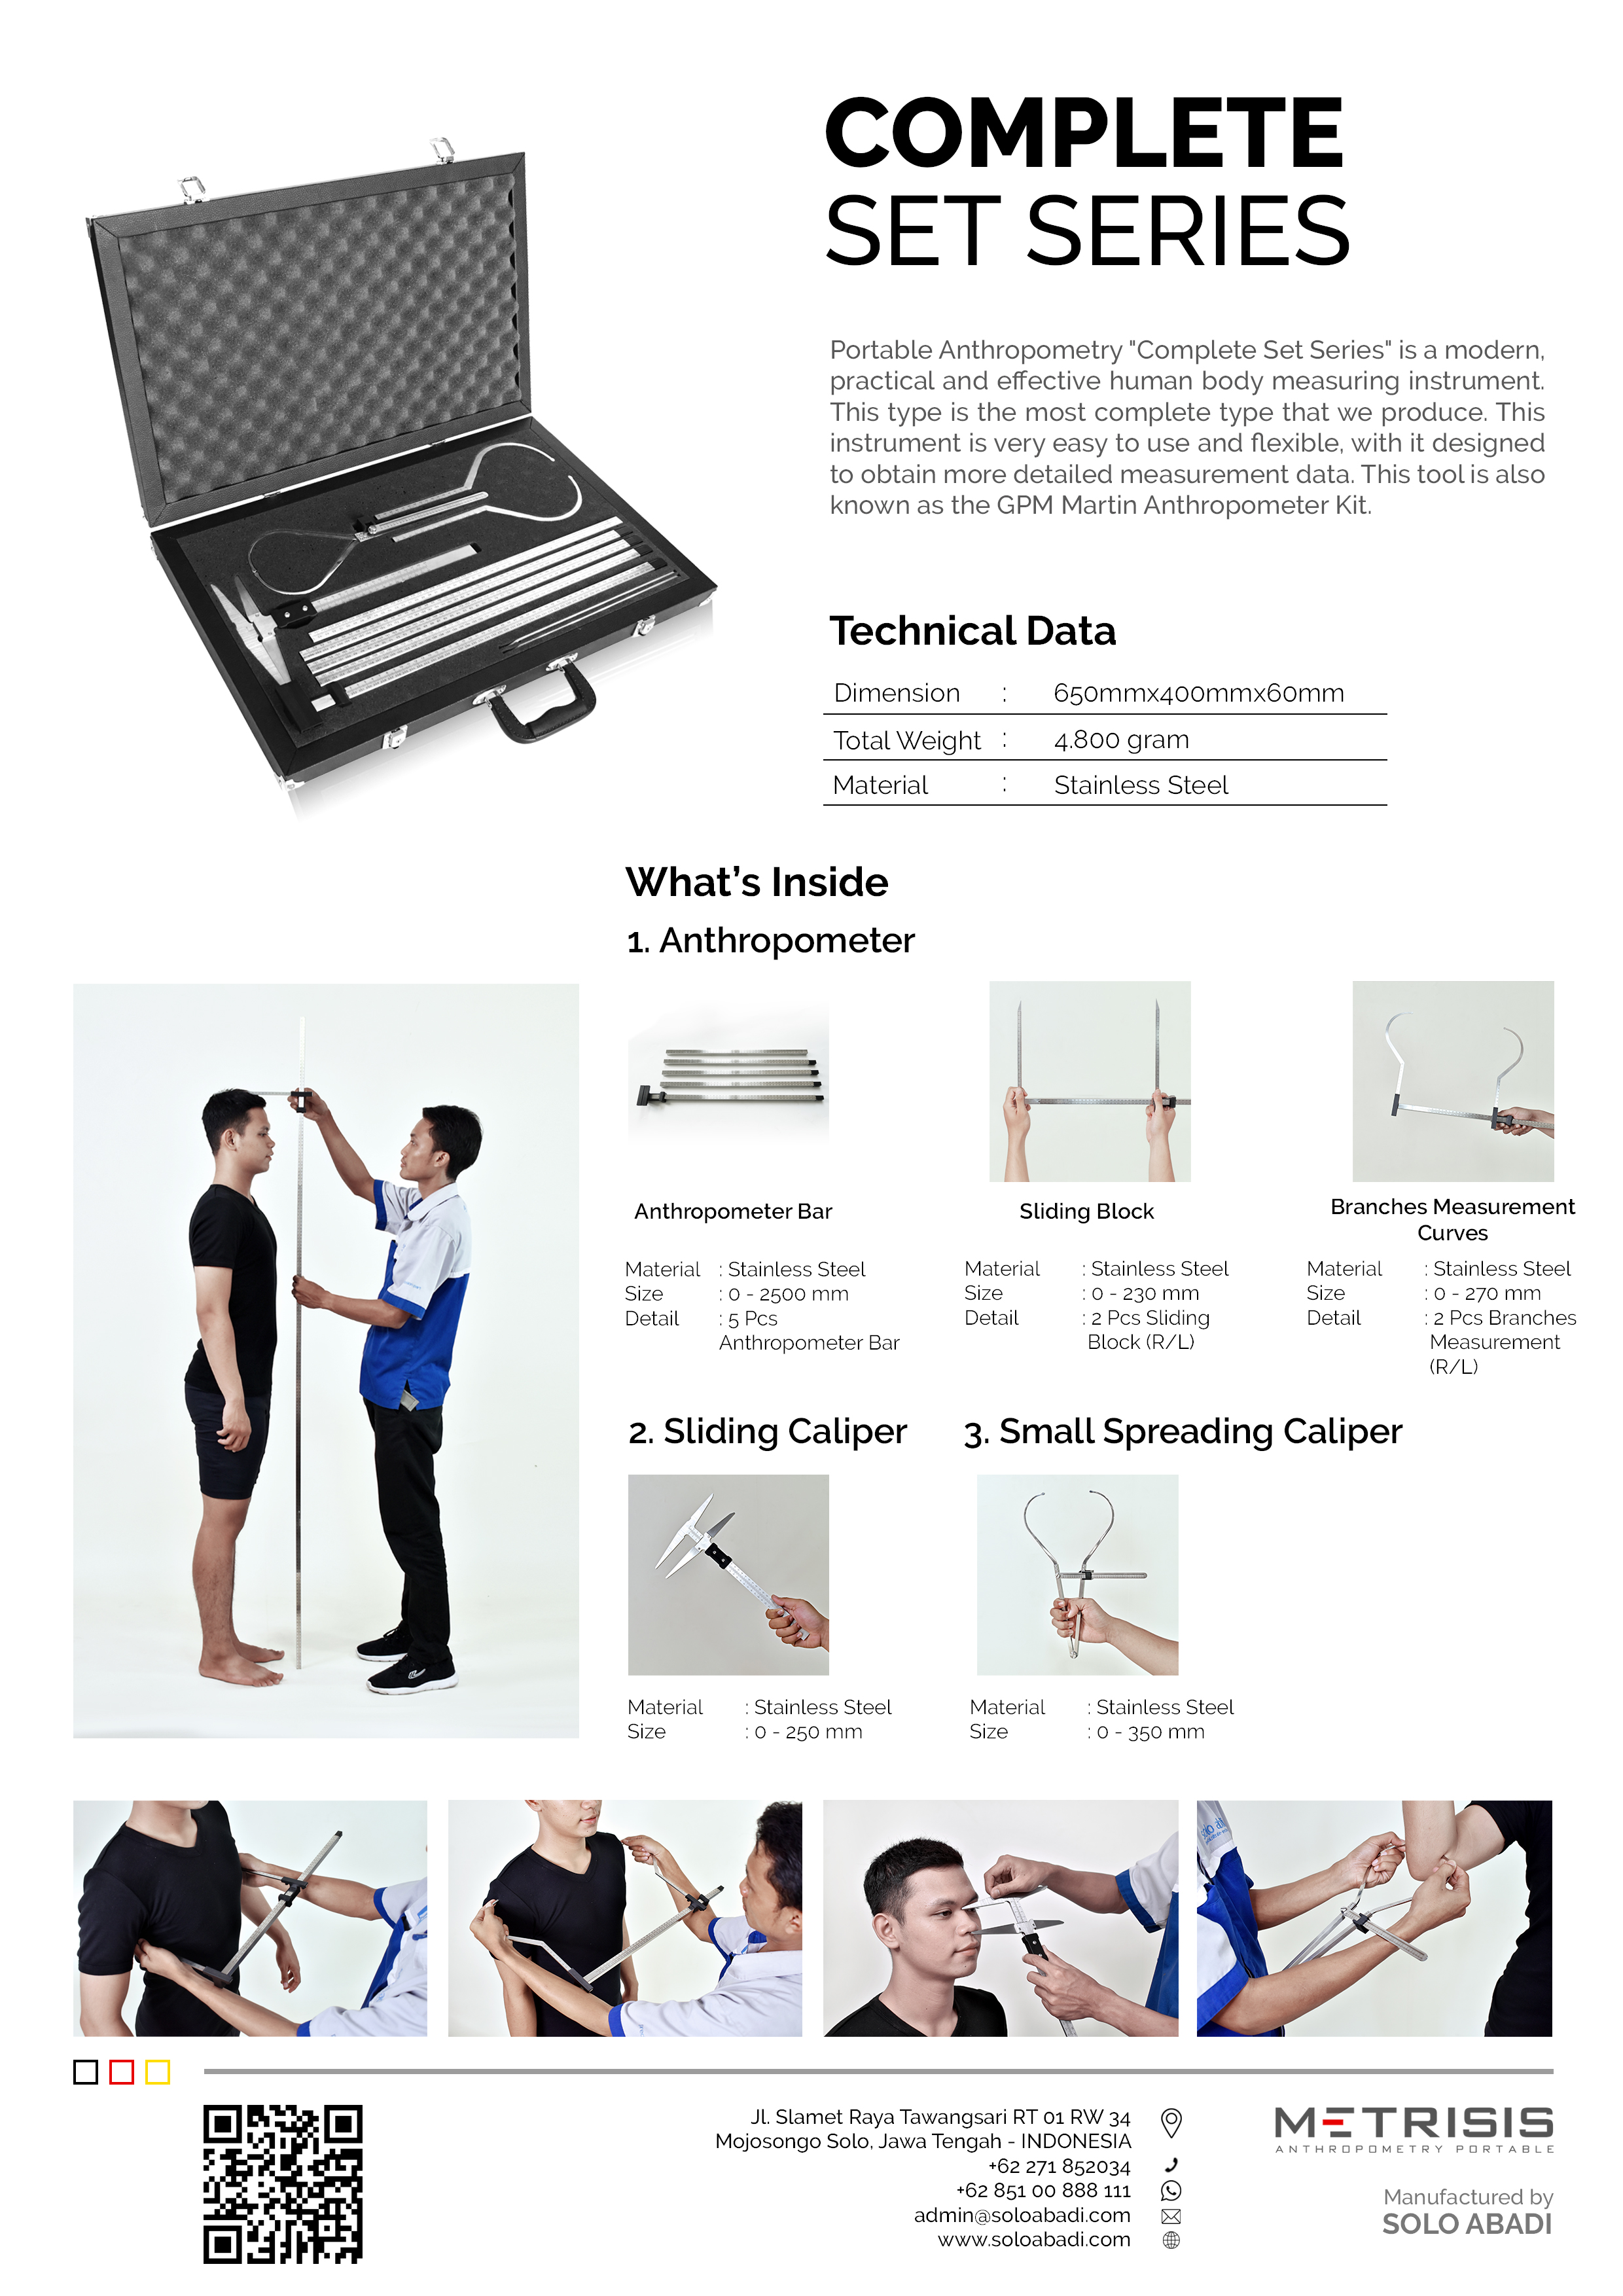 COMPLETE
SET SERIES
Portable Anthropometry "Complete Set Series" is a modern,
practical and effective human body measuring instrument.
This type is the most complete type that we produce. This
instrument is very easy to use and flexible, with it designed
to obtain more detailed measurement data. This tool is also
known as the GPM Martin Anthropometer Kit.
Technical Data
Dimension : 650mmx400mmx60mm
Total Weight : 4.800 gram
Material : Stainless Steel
What's Inside
1. Anthropometer
Anthropometer Bar
Material : Stainless Steel
Size : 0 - 2500 mm
Detail : 5 Pcs
Anthropometer Bar
Sliding Block
Material : Stainless Steel
Size : 0 - 230 mm
Detail : 2 Pcs Sliding
Block (R/L)
Branches Measurement
Curves
Material : Stainless Steel
Size : 0 - 270 mm
Detail : 2 Pcs Branches
Measurement
(R/L)
2. Sliding Caliper
Material : Stainless Steel
Size : 0 - 250 mm
3. Small Spreading Caliper
Material : Stainless Steel
Size : 0 - 350 mm
Jl. Slamet Raya Tawangsari RT 01 RW 34
Mojosongo Solo, Jawa Tengah - INDONESIA
+62 271 852034
+62 851 00 888 111
admin@soloabadi.com
www.soloabadi.com
METRISIS
ANTHROPOMETRY PORTABLE
Manufactured by
SOLO ABADI